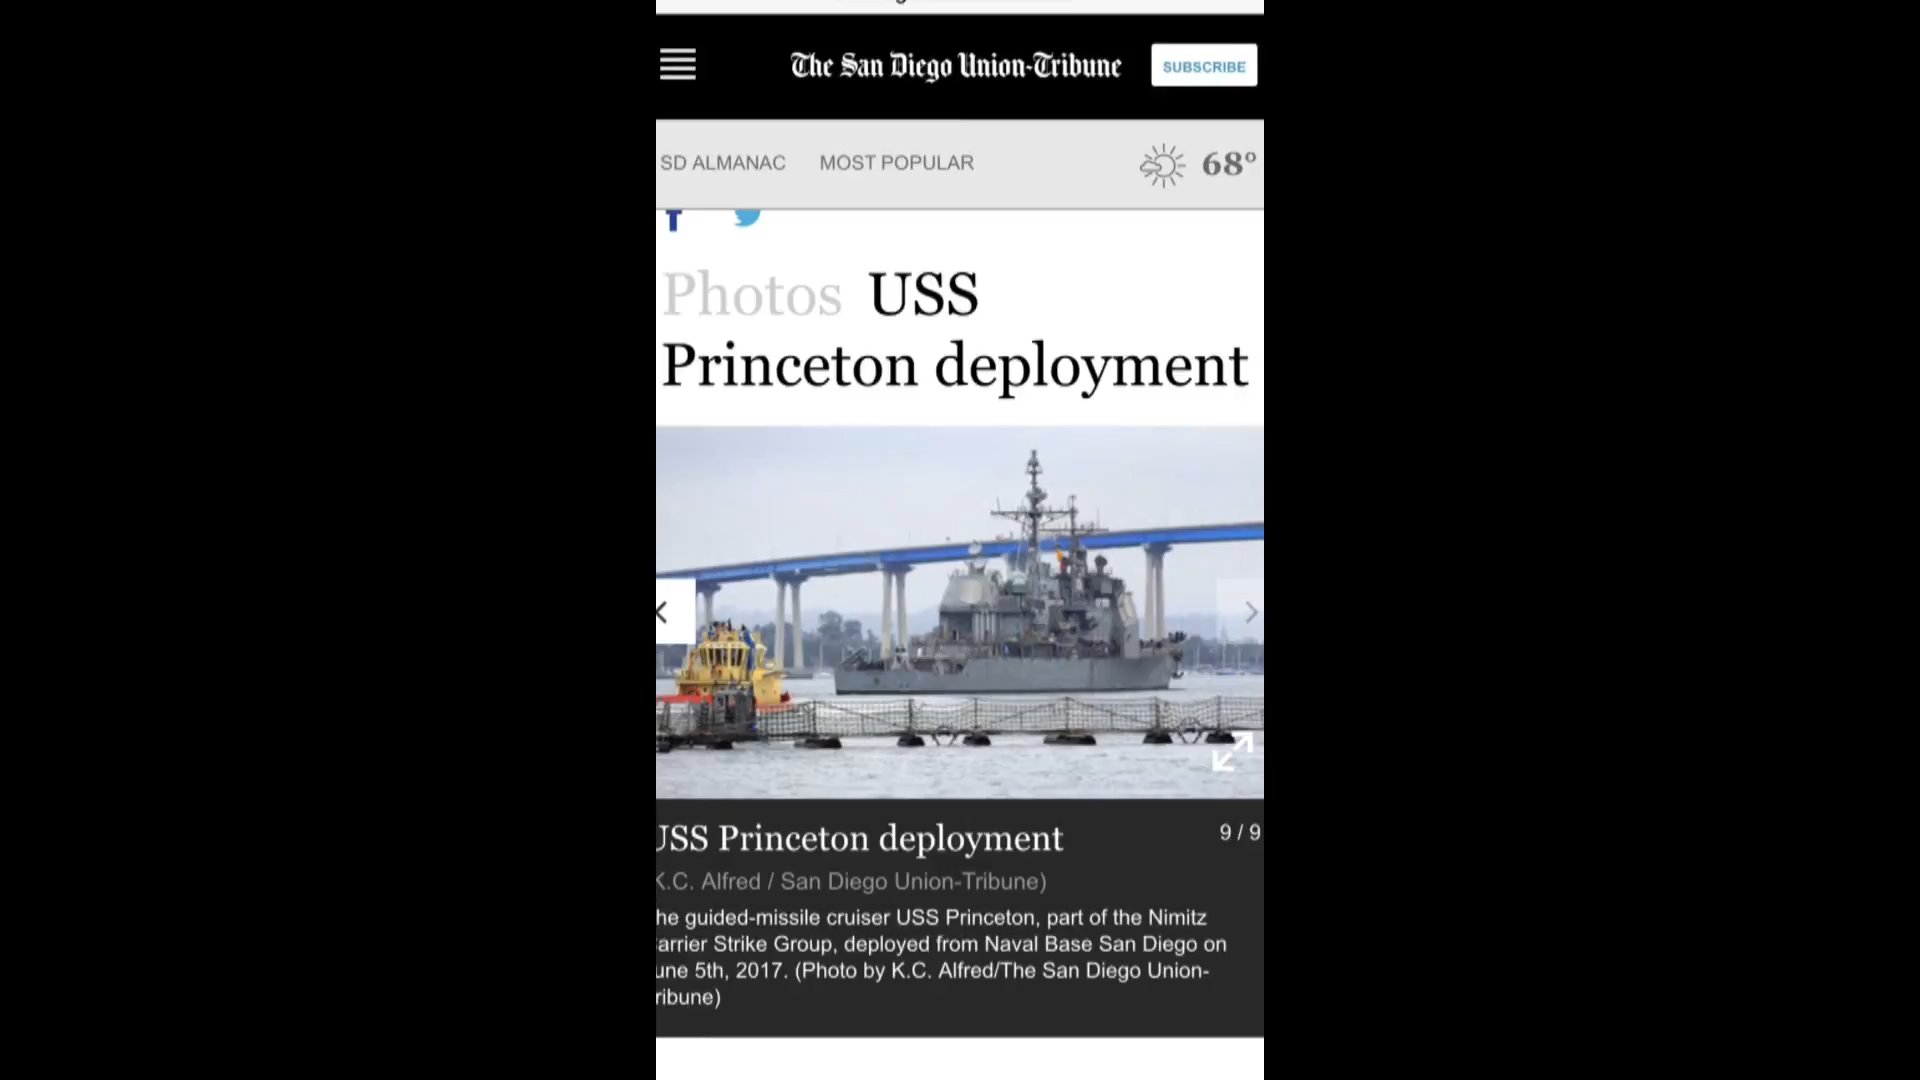 The San Diego Union-Tribune
SUBSCRIBE
SD ALMANAC MOST POPULAR 68°
Photos USS
Princeton deployment
USS Princeton deployment 9 / 9
K.C. Alfred / San Diego Union-Tribune)
he guided-missile cruiser USS Princeton, part of the Nimitz
arrier Strike Group, deployed from Naval Base San Diego on
une 5th, 2017. (Photo by K.C. Alfred/The San Diego Union-
ribune)